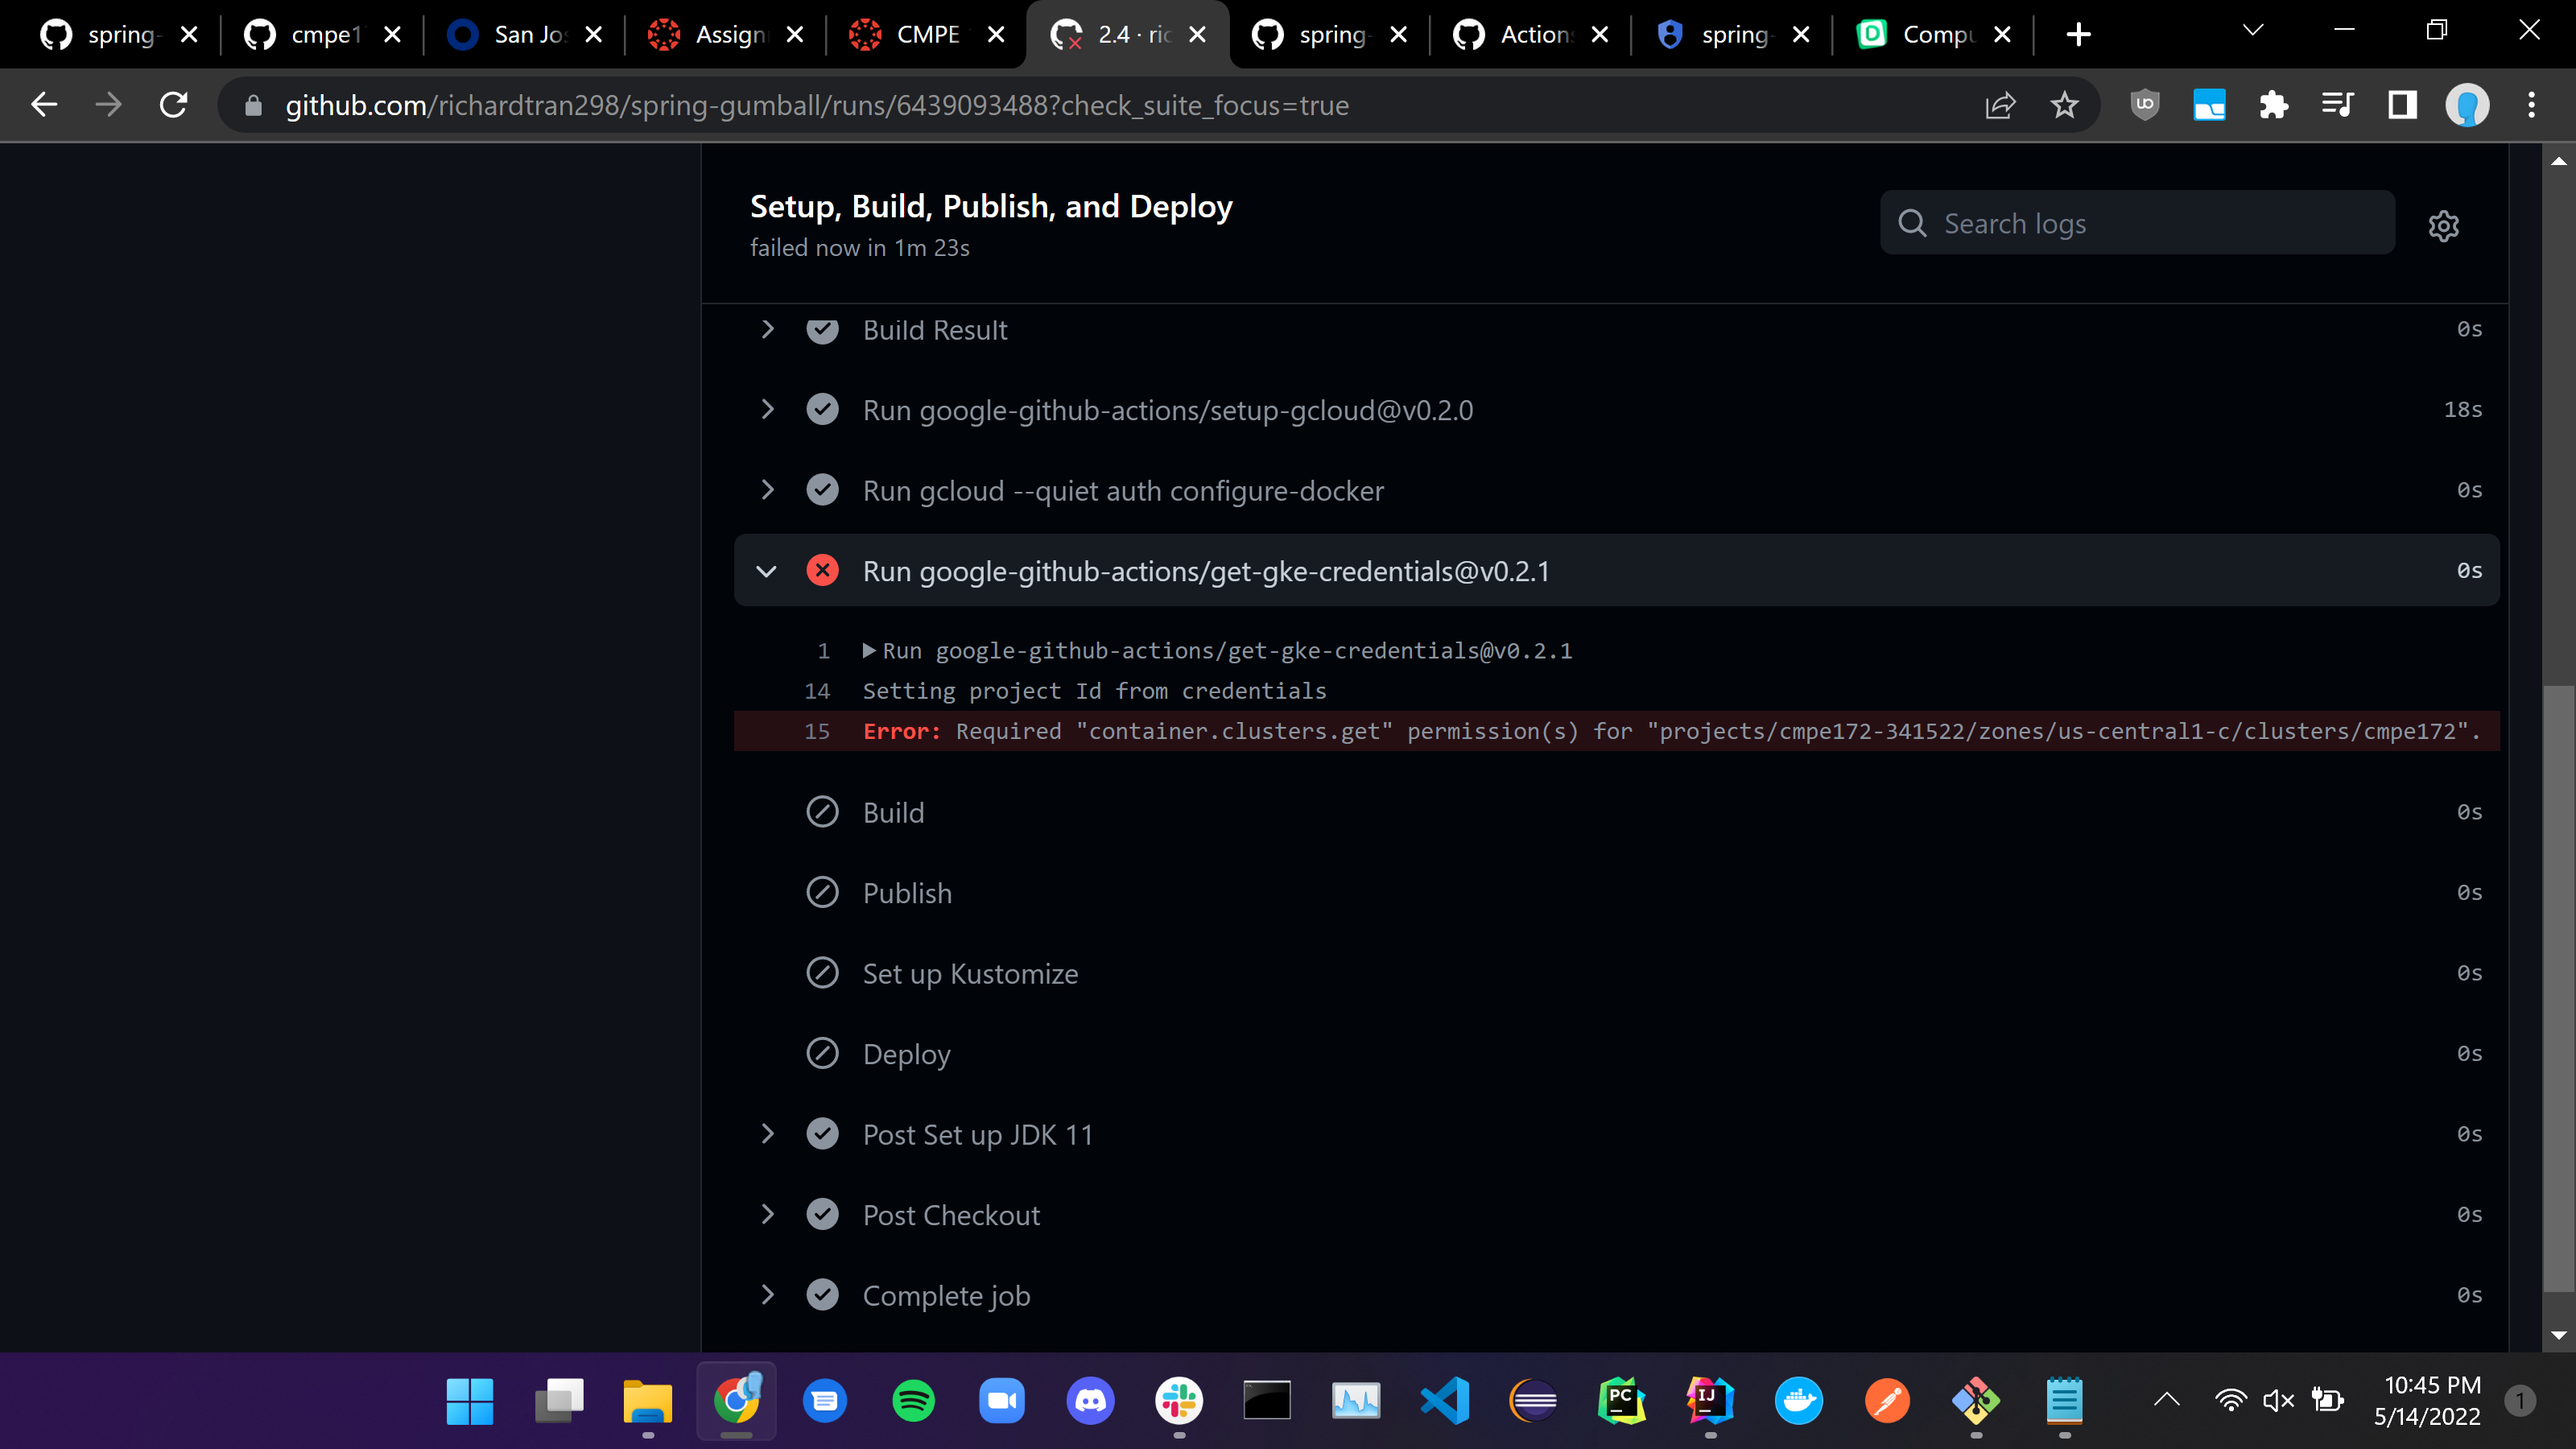 spring-
cmpe1
San Jos
Assign
CMPE
2.4 · ric
spring-
Action
spring-
Compu
github.com/richardtran298/spring-gumball/runs/6439093488?check_suite_focus=true
Setup, Build, Publish, and Deploy
failed now in 1m 23s
Search logs
Build Result 0s
Run google-github-actions/setup-gcloud@v0.2.0 18s
Run gcloud --quiet auth configure-docker 0s
Run google-github-actions/get-gke-credentials@v0.2.1 0s
1 Run google-github-actions/get-gke-credentials@v0.2.1
14 Setting project Id from credentials
15 Error: Required "container.clusters.get" permission(s) for "projects/cmpe172-341522/zones/us-central1-c/clusters/cmpe172".
Build 0s
Publish 0s
Set up Kustomize 0s
Deploy 0s
Post Set up JDK 11 0s
Post Checkout 0s
Complete job 0s
PC
IJ
10:45 PM
5/14/2022
1